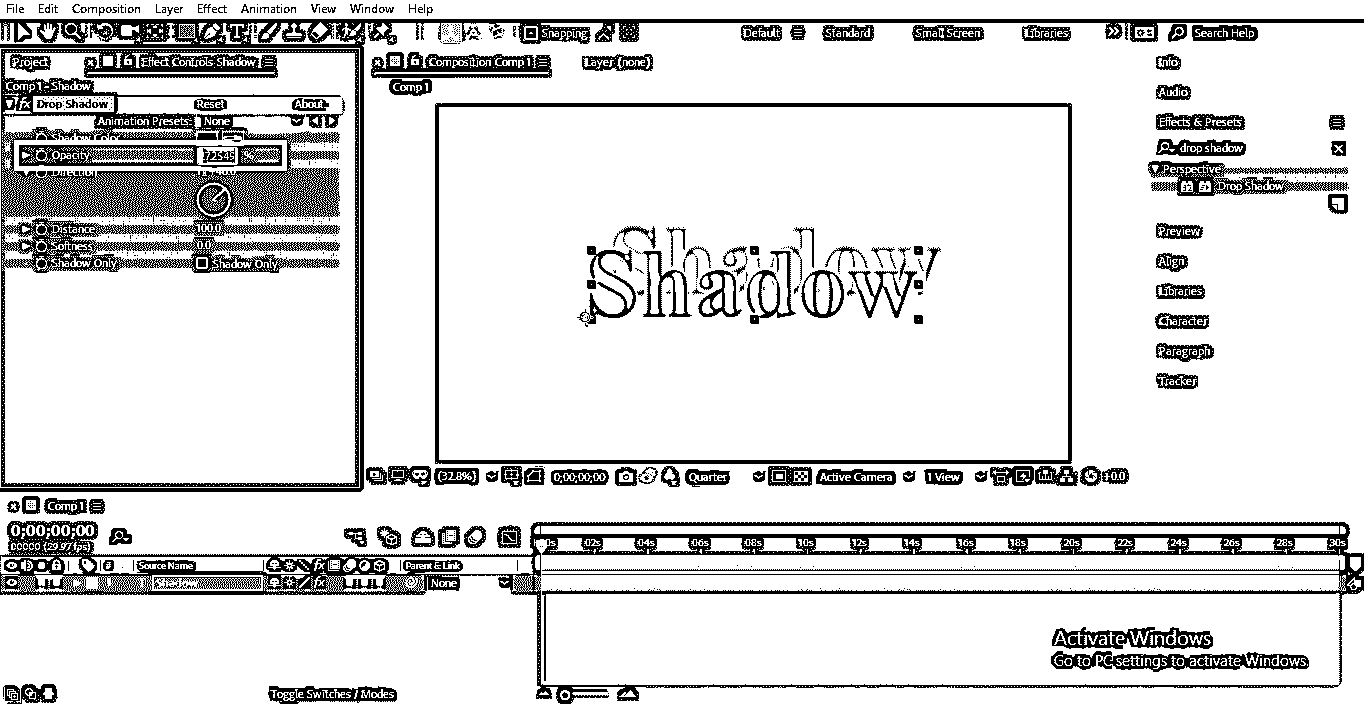 File Edit Composition Layer Effect Animation View Window Help
Snapping Default Standard Small Screen Libraries Search Help
Project Effect Controls Shadow
Comp 1 - Shadow
fx Drop Shadow Reset About...
Animation Presets: None
Shadow Color
Opacity %
Direction
Distance 100.0
Softness 0.0
Shadow Only Shadow Only
Composition Comp 1 Layer (none)
Comp 1
Shadow
(32.8%) 0;00;00;00 Quarter Active Camera 1 View +0.0
Info
Audio
Effects & Presets
drop shadow
Perspective
Drop Shadow
Preview
Align
Libraries
Character
Paragraph
Tracker
Comp 1
0;00;00;00
00000 (29.97 fps)
# Source Name fx Parent & Link
Shadow fx None
02s 04s 06s 08s 10s 12s 14s 16s 18s 20s 22s 24s 26s 28s 30s
Toggle Switches / Modes
Activate Windows
Go to PC settings to activate Windows.